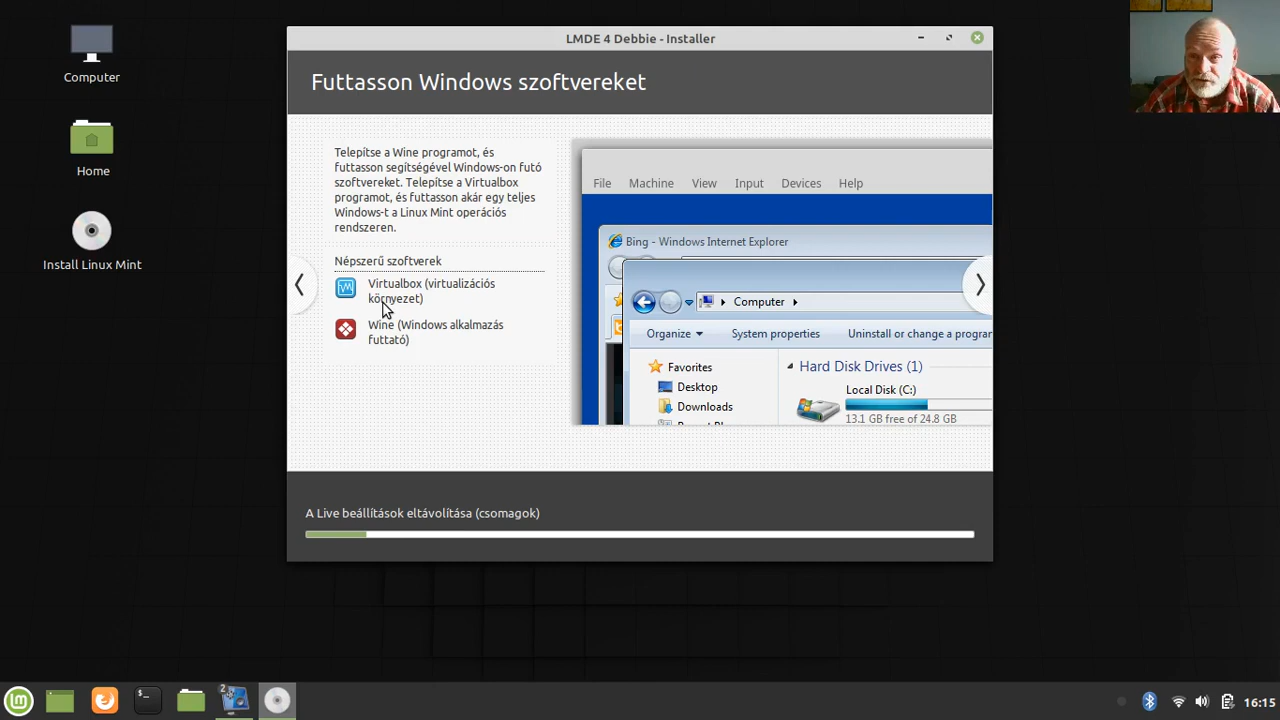 LMDE 4 Debbie - Installer
Computer
Home
Install Linux Mint
Futtasson Windows szoftvereket
Telepítse a Wine programot, és
futtasson segítségével Windows-on futó
szoftvereket. Telepítse a Virtualbox
programot, és futtasson akár egy teljes
Windows-t a Linux Mint operációs
rendszeren.
Népszerű szoftverek
Virtualbox (virtualizációs
környezet)
Wine (Windows alkalmazás
futtató)
File Machine View Input Devices Help
Bing - Windows Internet Explorer
Computer
Organize System properties Uninstall or change a progran
Favorites
Desktop
Downloads
Hard Disk Drives (1)
Local Disk (C:)
13.1 GB free of 24.8 GB
A Live beállítások eltávolítása (csomagok)
2
16:15